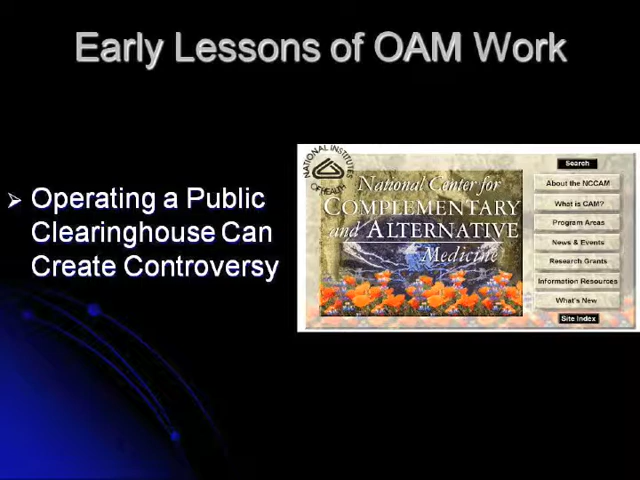 Early Lessons of OAM Work
Operating a Public
Clearinghouse Can
Create Controversy
NATIONAL INSTITUTES
OF HEALTH
National Center for
COMPLEMENTARY
and ALTERNATIVE
Medicine
Search
About the NCCAM
What is CAM?
Program Areas
News & Events
Research Grants
Information Resources
What's New
Site Index